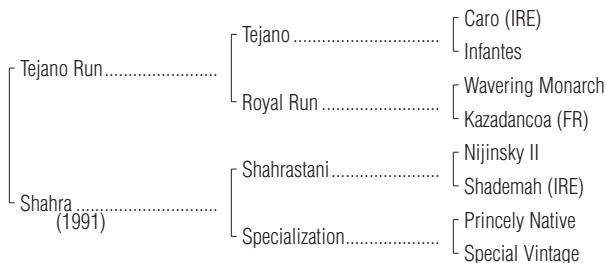 Caro (IRE)
Tejano ................................
Infantes
Tejano Run.........................
Wavering Monarch
Royal Run ..........................
Kazadancoa (FR)
Nijinsky II
Shahrastani........................
Shademah (IRE)
Shahra ...............................
(1991)
Princely Native
Specialization.....................
Special Vintage